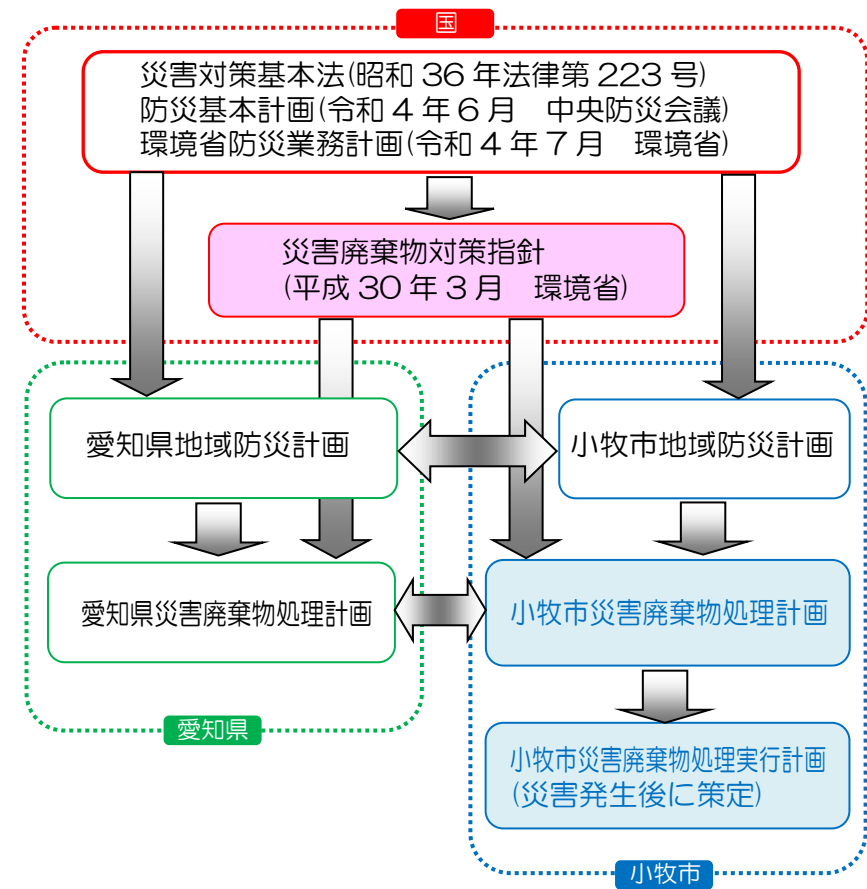 国
災害対策基本法(昭和 36 年法律第 223 号)
防災基本計画(令和 4 年 6 月　中央防災会議)
環境省防災業務計画(令和 4 年 7 月　環境省)
災害廃棄物対策指針
(平成 30 年 3 月　環境省)
愛知県地域防災計画
小牧市地域防災計画
愛知県災害廃棄物処理計画
小牧市災害廃棄物処理計画
愛知県
小牧市災害廃棄物処理実行計画
(災害発生後に策定)
小牧市